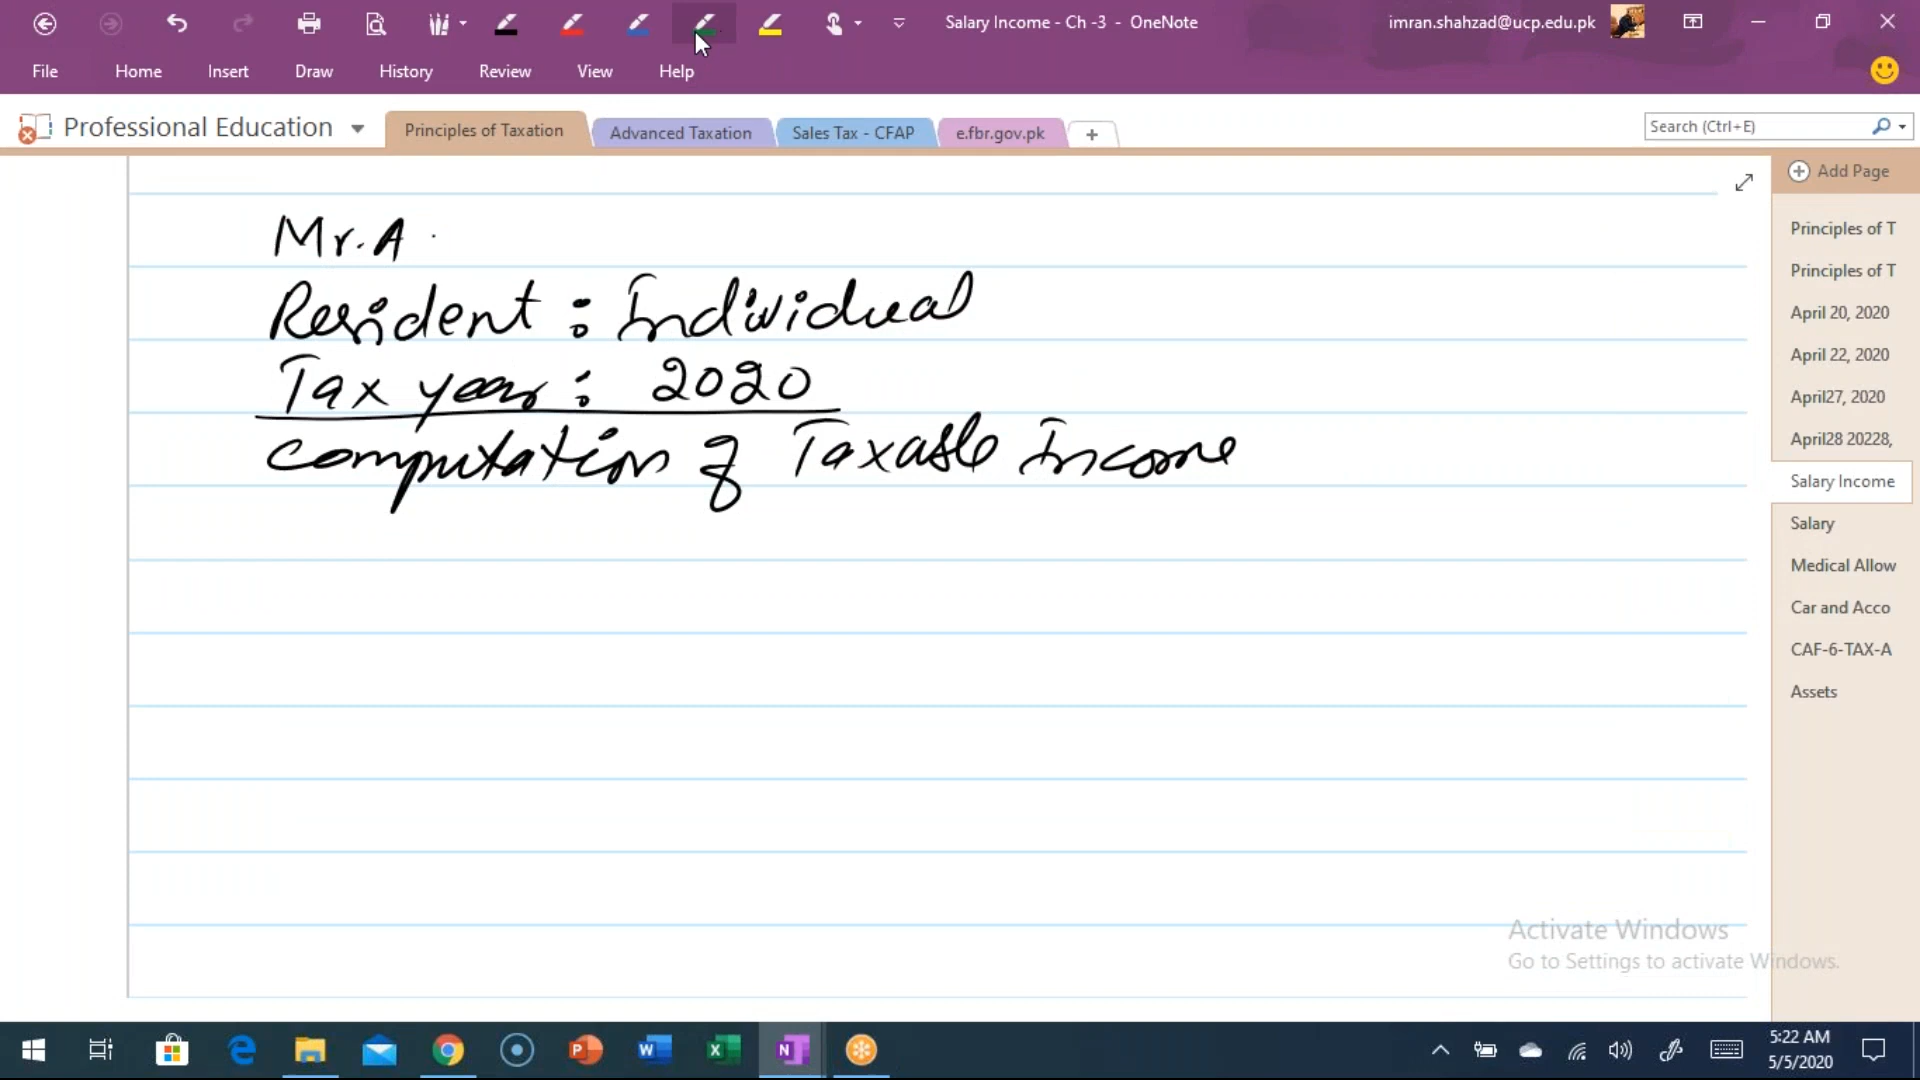 Salary Income - Ch -3 - OneNote
imran.shahzad@ucp.edu.pk
File Home Insert Draw History Review View Help
Professional Education
Principles of Taxation
Advanced Taxation
Sales Tax - CFAP
e.fbr.gov.pk
Search (Ctrl+E)
Add Page
Mr. A
Resident : Individual
Tax year : 2020
computation of Taxable Income
Principles of T
Principles of T
April 20, 2020
April 22, 2020
April27, 2020
April28 20228,
Salary Income
Salary
Medical Allow
Car and Acco
CAF-6-TAX-A
Assets
Activate Windows
Go to Settings to activate Windows.
5:22 AM
5/5/2020